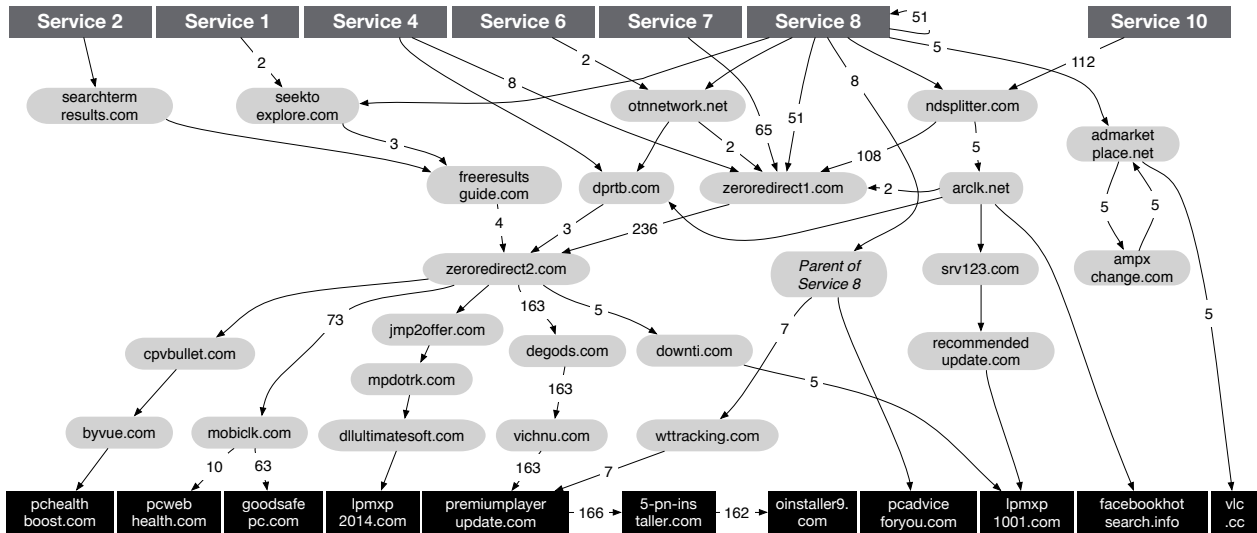 Service 2
Service 1
Service 4
Service 6
Service 7
Service 8
51
Service 10
5
2
2
8
8
112
searchterm
results.com
seekto
explore.com
otnnetwork.net
ndsplitter.com
51
65
admarket
place.net
3
2
108
5
freeresults
guide.com
dprtb.com
zeroredirect1.com
2
arclk.net
5
5
4
3
236
zeroredirect2.com
Parent of
Service 8
srv123.com
ampx
change.com
163
5
73
7
5
jmp2offer.com
cpvbullet.com
degods.com
downti.com
recommended
update.com
mpdotrk.com
163
5
byvue.com
mobiclk.com
dllultimatesoft.com
vichnu.com
wttracking.com
10
63
163
7
pchealth
boost.com
pcweb
health.com
goodsafe
pc.com
lpmxp
2014.com
premiumplayer
update.com
166
5-pn-ins
taller.com
162
oinstaller9.
com
pcadvice
foryou.com
lpmxp
1001.com
facebookhot
search.info
vlc
.cc